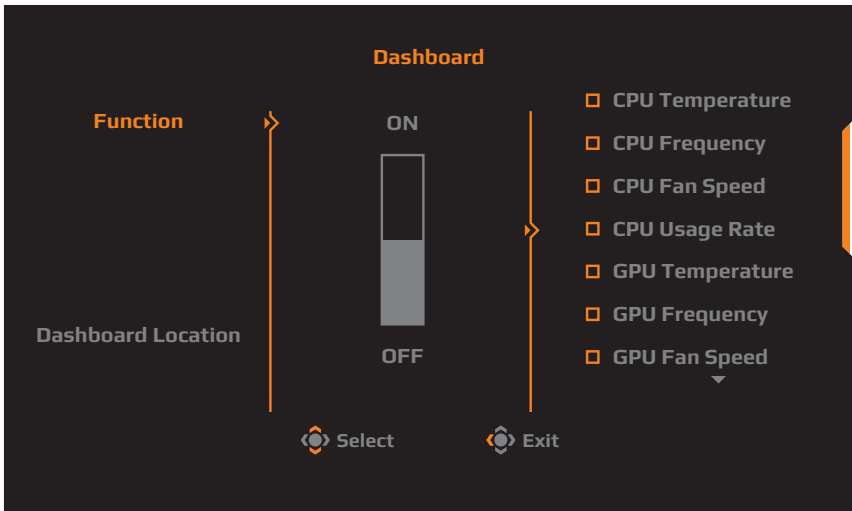 Dashboard
Function
ON
OFF
Dashboard Location
CPU Temperature
CPU Frequency
CPU Fan Speed
CPU Usage Rate
GPU Temperature
GPU Frequency
GPU Fan Speed
Select
Exit